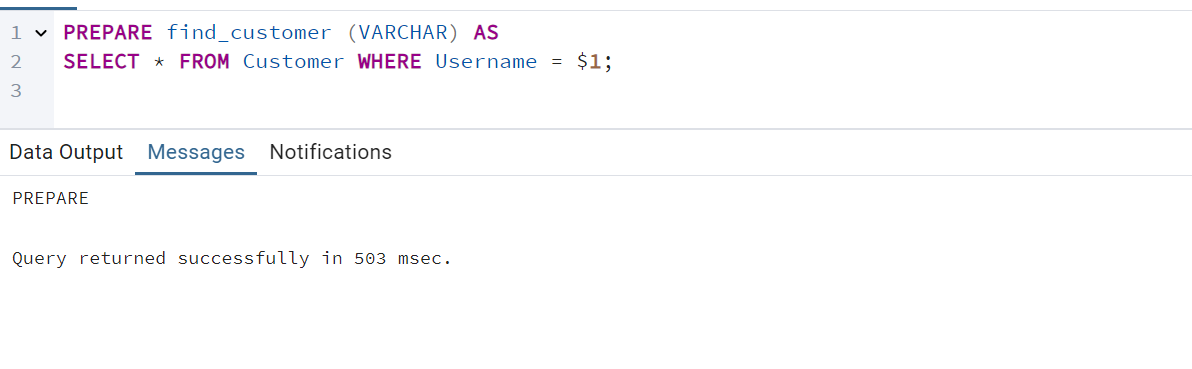 1 PREPARE find_customer (VARCHAR) AS
2 SELECT * FROM Customer WHERE Username = $1;
3
Data Output Messages Notifications
PREPARE
Query returned successfully in 503 msec.